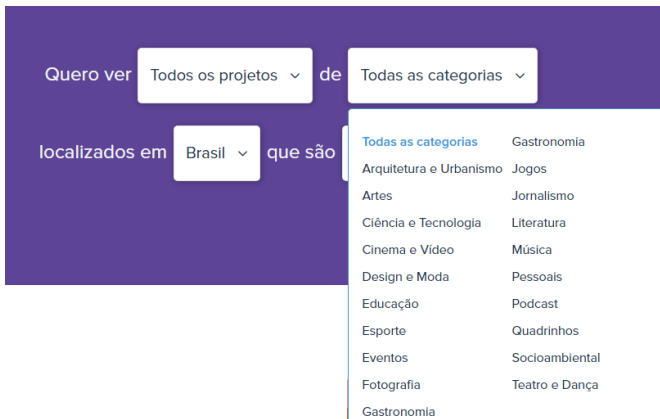 Quero ver Todos os projetos de Todas as categorias
localizados em Brasil que são
Todas as categorias
Arquitetura e Urbanismo
Artes
Ciência e Tecnologia
Cinema e Vídeo
Design e Moda
Educação
Esporte
Eventos
Fotografia
Gastronomia
Gastronomia
Jogos
Jornalismo
Literatura
Música
Pessoais
Podcast
Quadrinhos
Socioambiental
Teatro e Dança